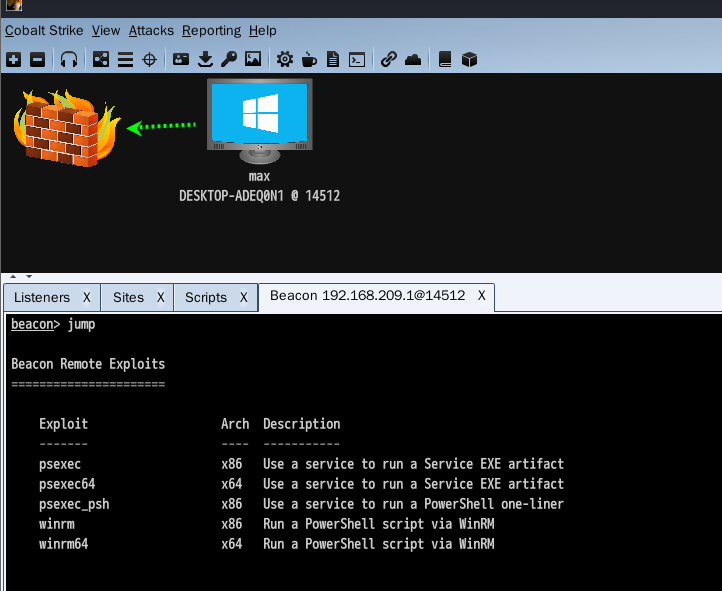 Cobalt Strike View Attacks Reporting Help
max
DESKTOP-ADEQ0N1 @ 14512
Listeners X Sites X Scripts X Beacon 192.168.209.1@14512 X
beacon> jump
Beacon Remote Exploits
======================
Exploit Arch Description
------- ---- -----------
psexec x86 Use a service to run a Service EXE artifact
psexec64 x64 Use a service to run a Service EXE artifact
psexec_psh x86 Use a service to run a PowerShell one-liner
winrm x86 Run a PowerShell script via WinRM
winrm64 x64 Run a PowerShell script via WinRM